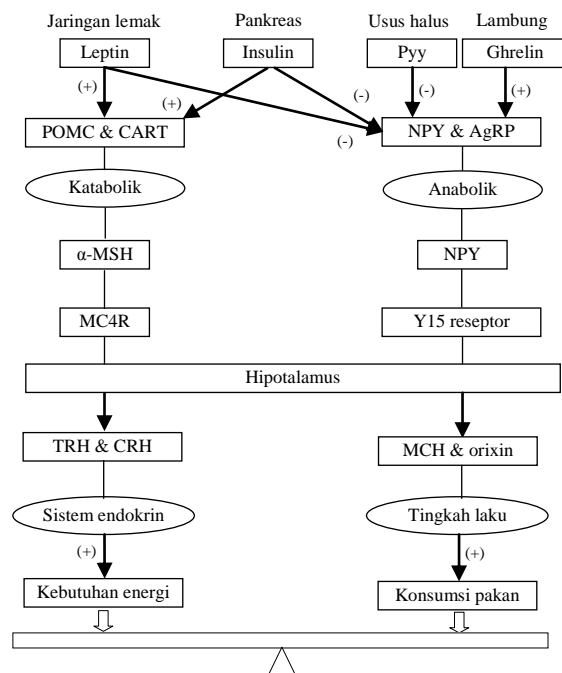 Jaringan lemak Pankreas Usus halus Lambung
Leptin Insulin Pyy Ghrelin
(+) (+) (-) (-) (+)
POMC & CART (-) NPY & AgRP
Katabolik Anabolik
α-MSH NPY
MC4R Y15 reseptor
Hipotalamus
TRH & CRH MCH & orixin
Sistem endokrin Tingkah laku
(+) (+)
Kebutuhan energi Konsumsi pakan